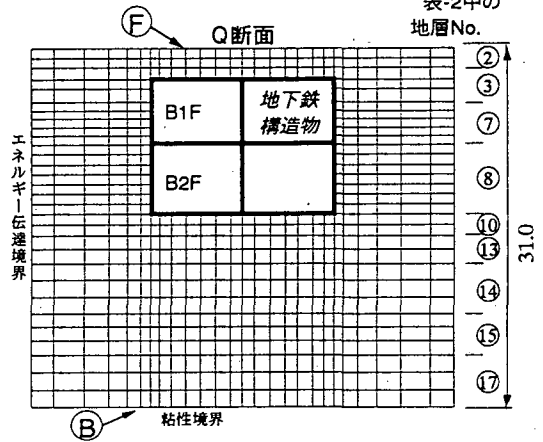 表-2中の
地層No.
Ⓕ
Q断面
②
③
B1F
地下鉄
構造物
⑦
エネルギー伝達境界
B2F
⑧
⑩
⑬
31.0
⑭
⑮
⑰
Ⓑ
粘性境界